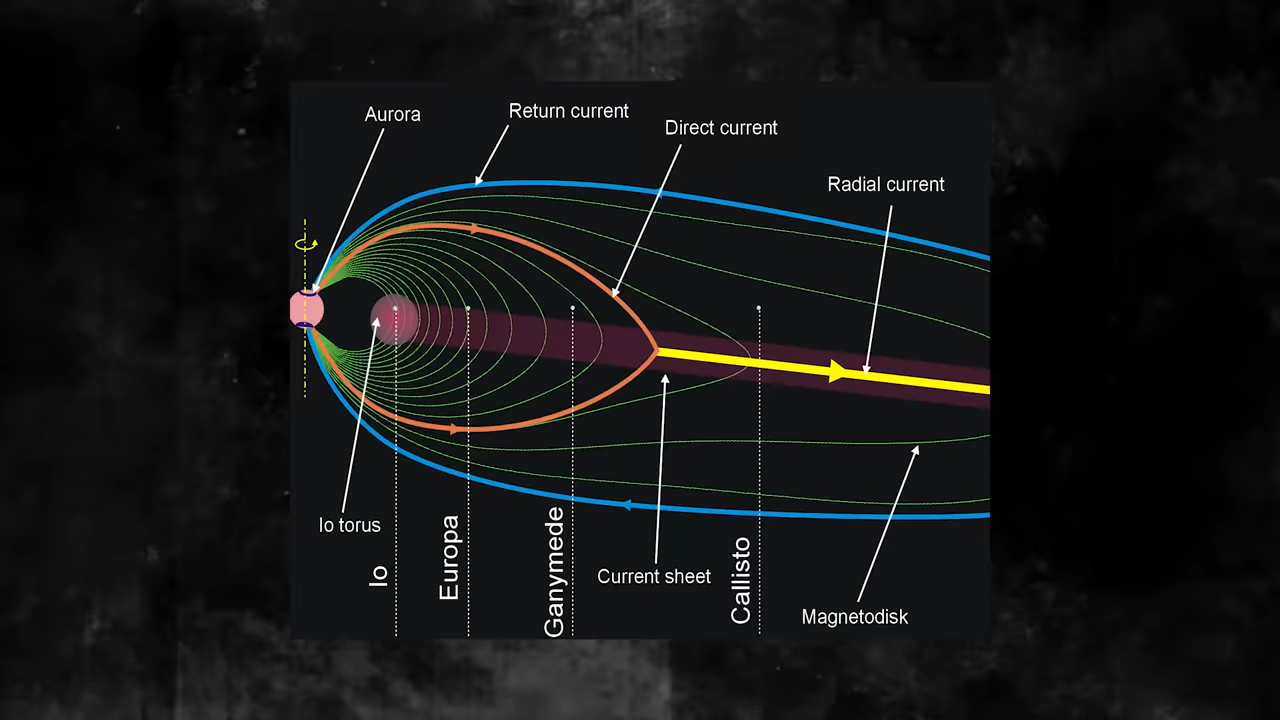 Aurora
Return current
Direct current
Radial current
Io torus
Io
Europa
Ganymede
Current sheet
Callisto
Magnetodisk